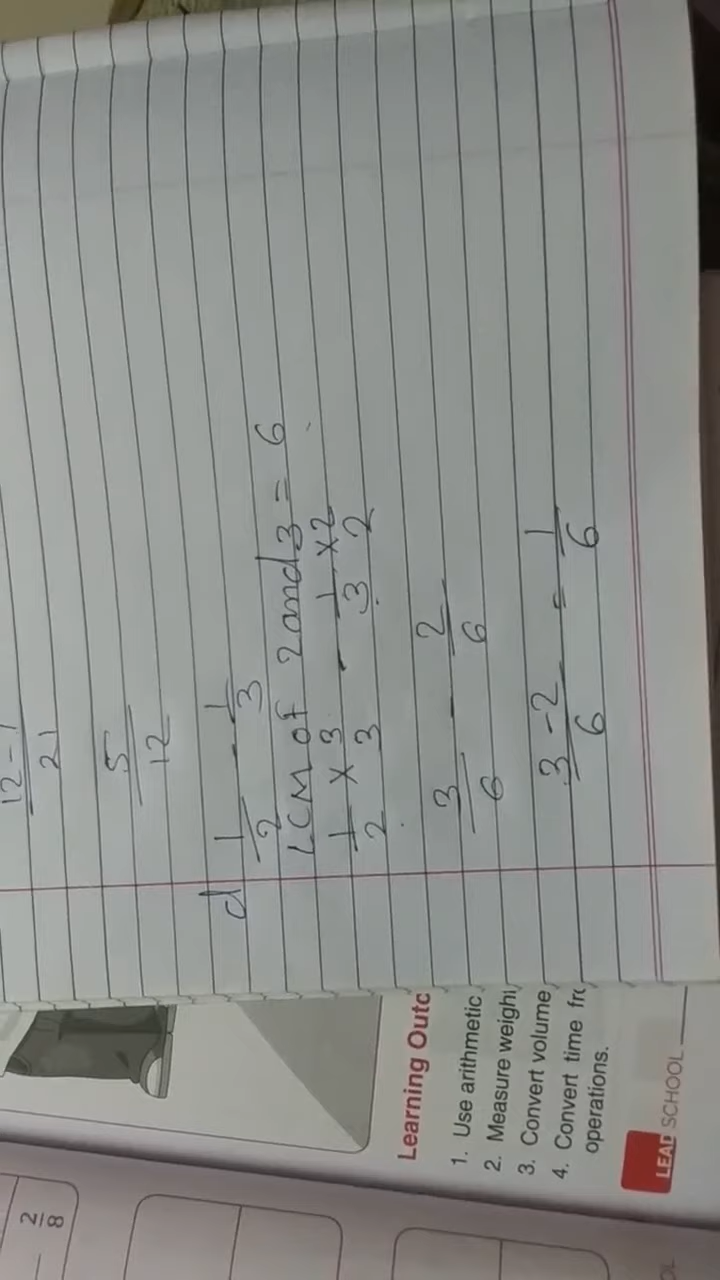 12 - 1
21
5
12
d 1/2 - 1/3
LCM of 2 and 3 = 6
1/2 × 3/3 - 1/3 × 2/2
3/6 - 2/6
3 - 2/6 = 1/6
Learning Outc
1. Use arithmetic
2. Measure weighi
3. Convert volume
4. Convert time fr
operations.
LEAD SCHOOL
- 2/8